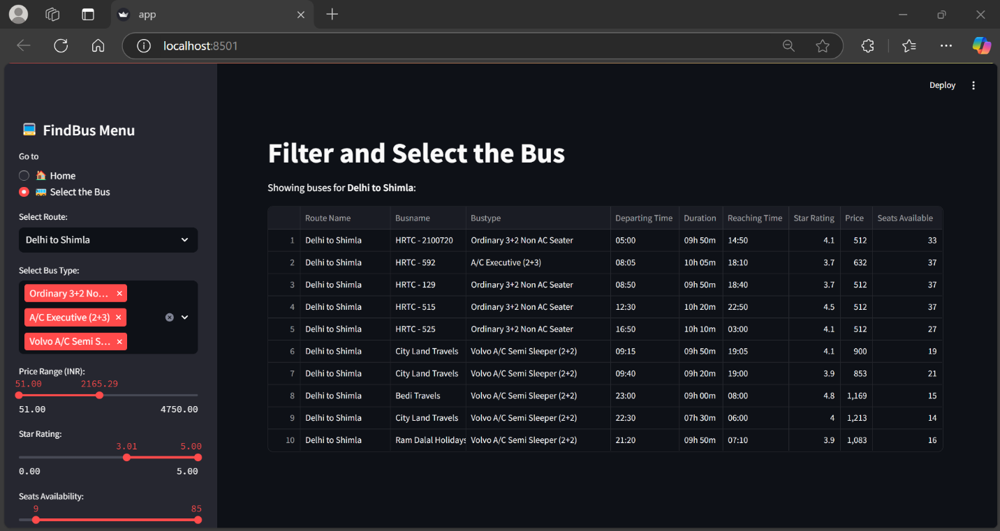 app
localhost:8501
Deploy
FindBus Menu
Go to
Home
Select the Bus
Select Route:
Delhi to Shimla
Select Bus Type:
Ordinary 3+2 No...
A/C Executive (2+3)
Volvo A/C Semi S...
Price Range (INR):
51.00 2165.29
51.00 4750.00
Star Rating:
3.01 5.00
0.00 5.00
Seats Availability:
9 85
Filter and Select the Bus
Showing buses for Delhi to Shimla:
Route Name Busname Bustype Departing Time Duration Reaching Time Star Rating Price Seats Available
1 Delhi to Shimla HRTC - 2100720 Ordinary 3+2 Non AC Seater 05:00 09h 50m 14:50 4.1 512 33
2 Delhi to Shimla HRTC - 592 A/C Executive (2+3) 08:05 10h 05m 18:10 3.7 632 37
3 Delhi to Shimla HRTC - 129 Ordinary 3+2 Non AC Seater 08:50 09h 50m 18:40 3.7 512 37
4 Delhi to Shimla HRTC - 515 Ordinary 3+2 Non AC Seater 12:30 10h 20m 22:50 4.5 512 37
5 Delhi to Shimla HRTC - 525 Ordinary 3+2 Non AC Seater 16:50 10h 10m 03:00 4.1 512 27
6 Delhi to Shimla City Land Travels Volvo A/C Semi Sleeper (2+2) 09:15 09h 50m 19:05 4.1 900 19
7 Delhi to Shimla City Land Travels Volvo A/C Semi Sleeper (2+2) 09:40 09h 20m 19:00 3.9 853 21
8 Delhi to Shimla Bedi Travels Volvo A/C Semi Sleeper (2+2) 23:00 09h 00m 08:00 4.8 1,169 15
9 Delhi to Shimla City Land Travels Volvo A/C Semi Sleeper (2+2) 22:30 07h 30m 06:00 4 1,213 14
10 Delhi to Shimla Ram Dalal Holidays Volvo A/C Semi Sleeper (2+2) 21:20 09h 50m 07:10 3.9 1,083 16